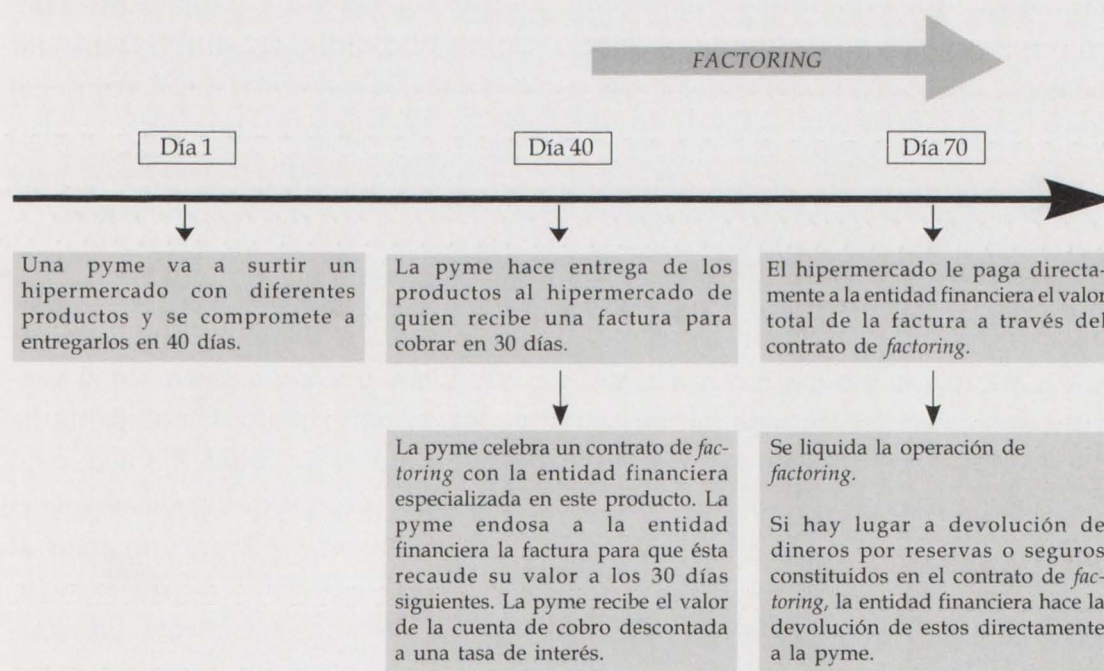 FACTORING
Día 1
Día 40
Día 70
Una pyme va a surtir un
hipermercado con diferentes
productos y se compromete a
entregarlos en 40 días.
La pyme hace entrega de los
productos al hipermercado de
quien recibe una factura para
cobrar en 30 días.
El hipermercado le paga directa-
mente a la entidad financiera el valor
total de la factura a través del
contrato de factoring.
La pyme celebra un contrato de fac-
toring con la entidad financiera
especializada en este producto. La
pyme endosa a la entidad
financiera la factura para que ésta
recaude su valor a los 30 días
siguientes. La pyme recibe el valor
de la cuenta de cobro descontada
a una tasa de interés.
Se liquida la operación de
factoring.
Si hay lugar a devolución de
dineros por reservas o seguros
constituidos en el contrato de fac-
toring, la entidad financiera hace la
devolución de estos directamente
a la pyme.